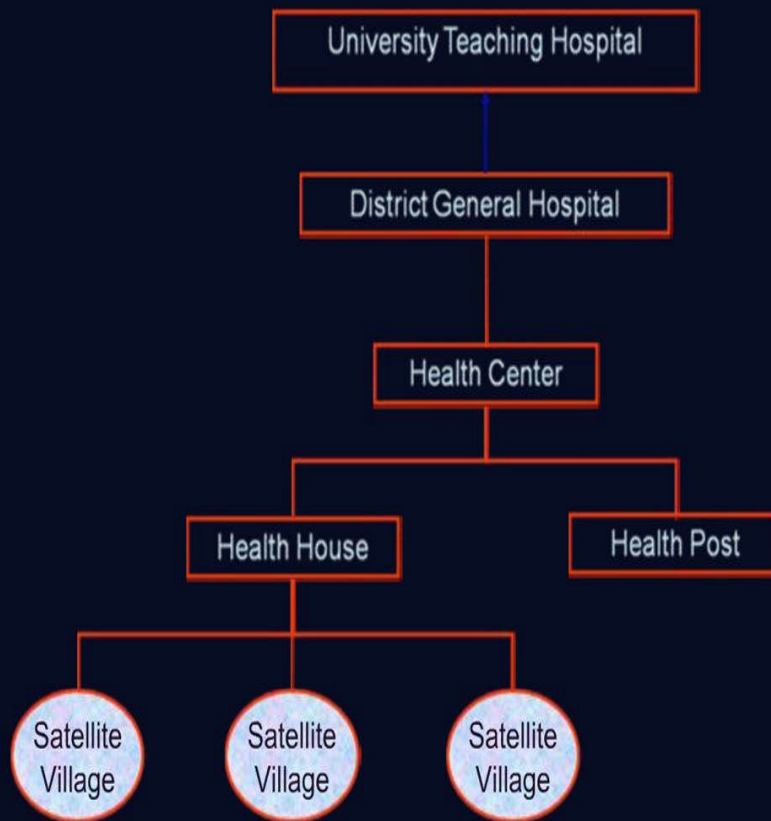 University Teaching Hospital
District General Hospital
Health Center
Health House
Health Post
Satellite
Village
Satellite
Village
Satellite
Village